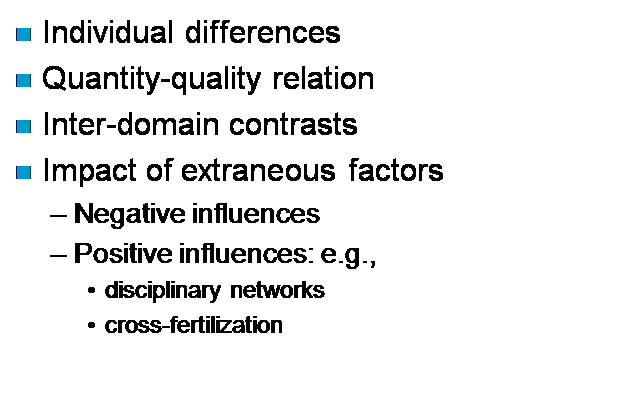 Individual differences
Quantity-quality relation
Inter-domain contrasts
Impact of extraneous factors
– Negative influences
– Positive influences: e.g.,
• disciplinary networks
• cross-fertilization